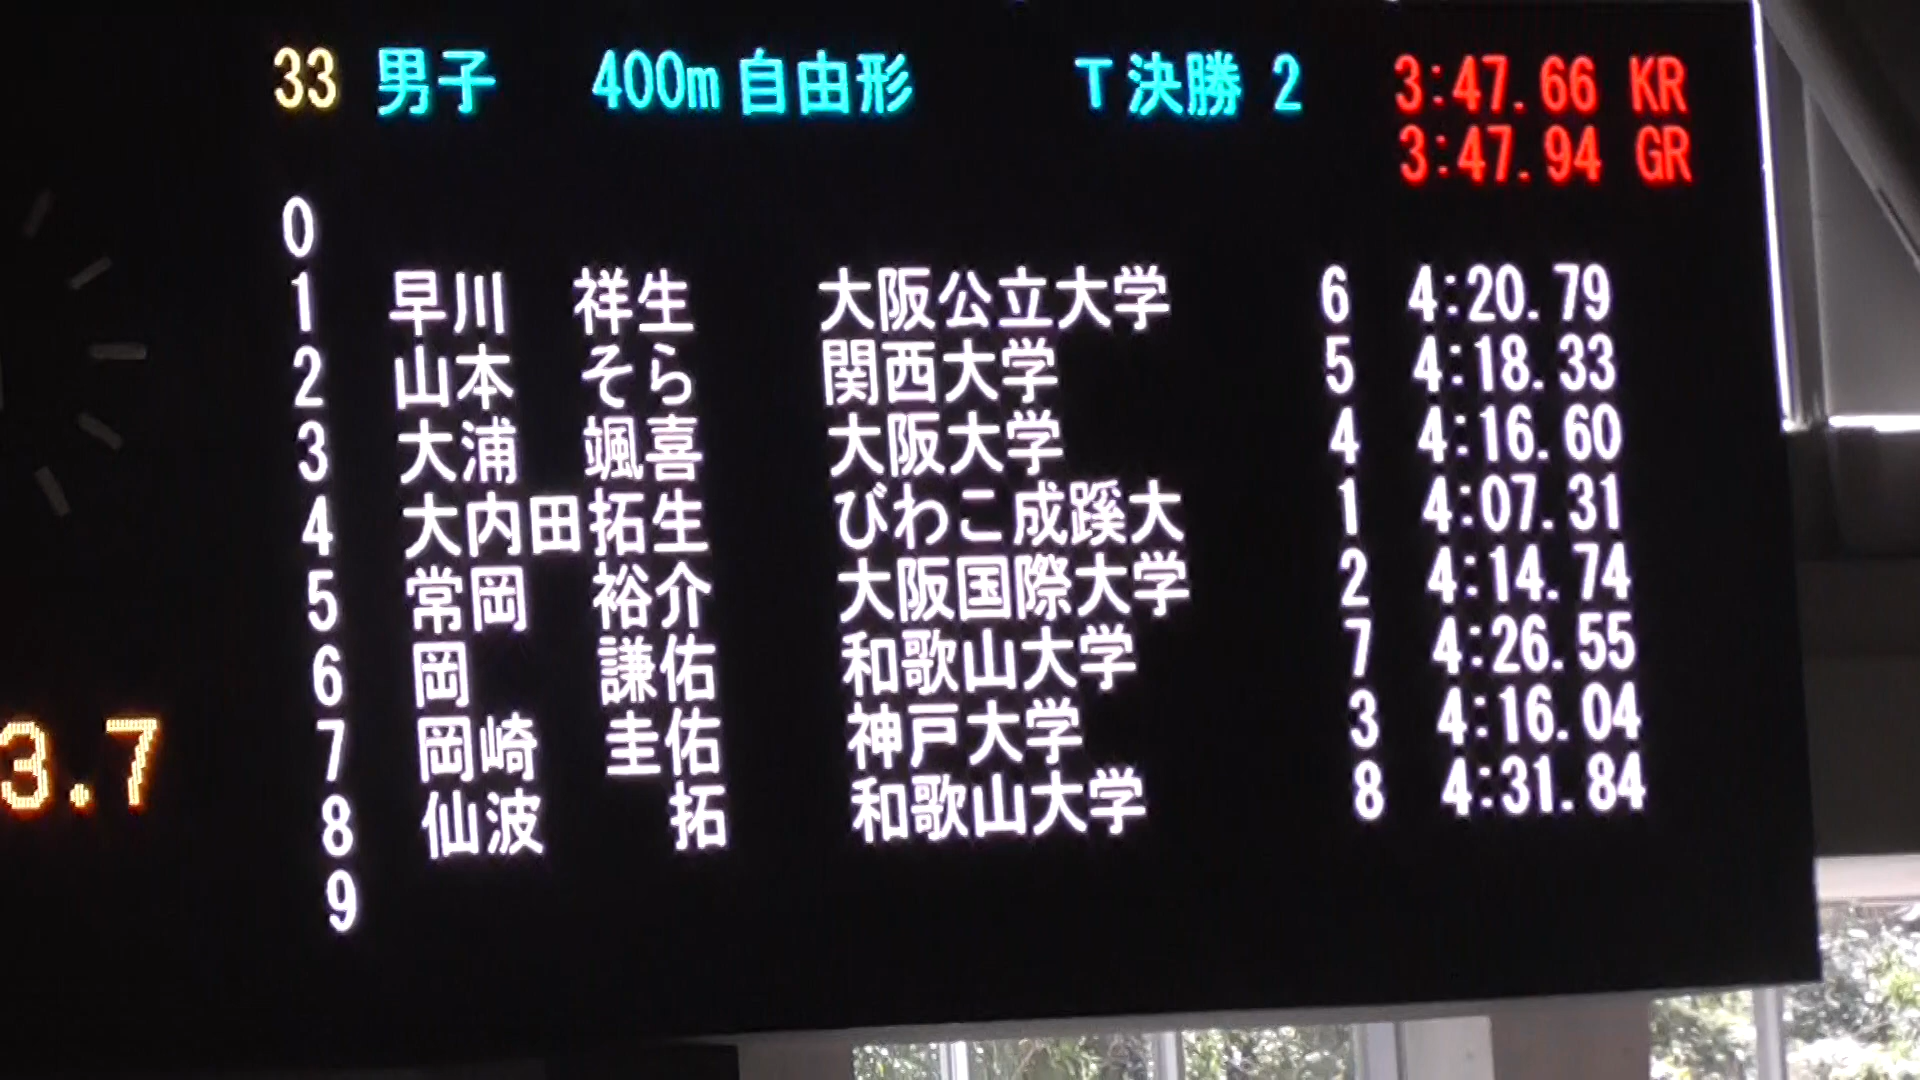 33 男子 400m 自由形 T決勝 2 3:47.66 KR
3:47.94 GR
0
1 早川 祥生 大阪公立大学 6 4:20.79
2 山本 そら 関西大学 5 4:18.33
3 大浦 颯喜 大阪大学 4 4:16.60
4 大内田拓生 びわこ成蹊大 1 4:07.31
5 常岡 裕介 大阪国際大学 2 4:14.74
6 岡 謙佑 和歌山大学 7 4:26.55
7 岡崎 圭佑 神戸大学 3 4:16.04
8 仙波 拓 和歌山大学 8 4:31.84
9
3.7